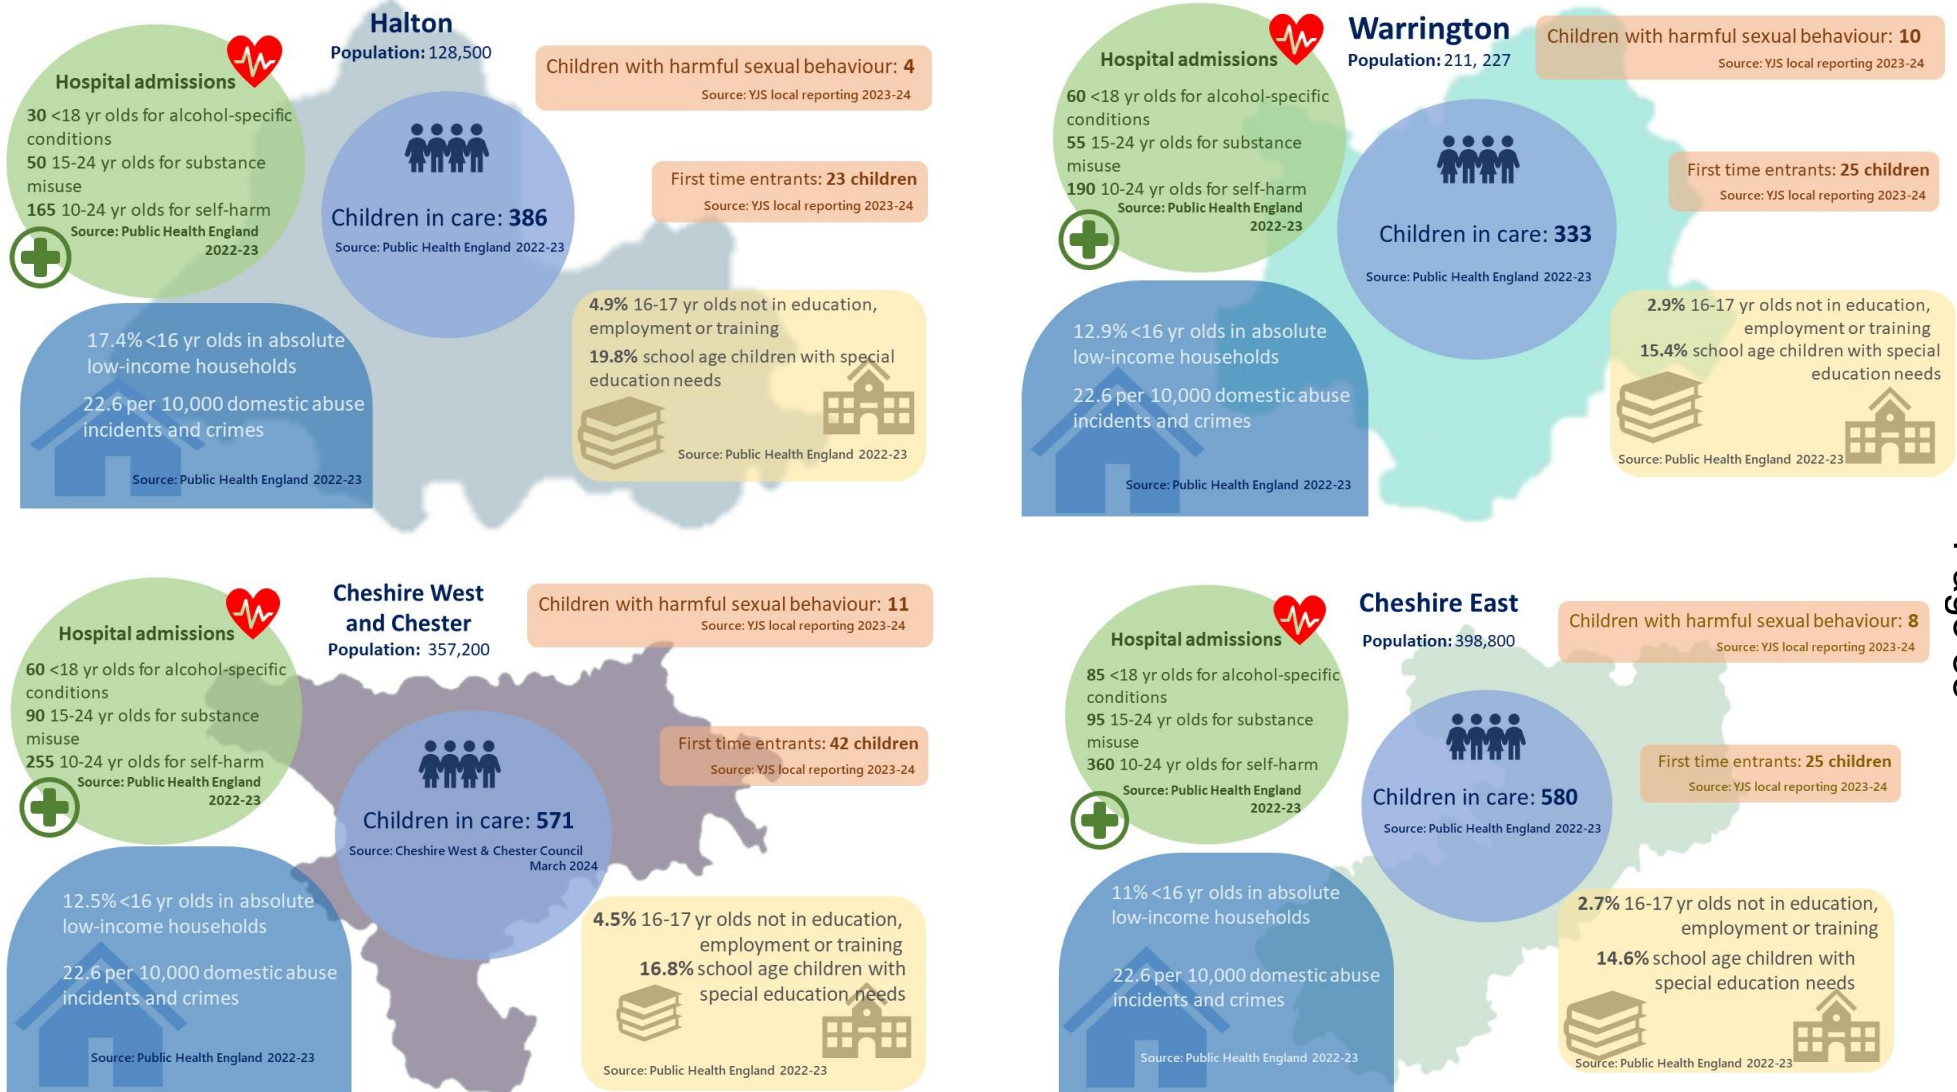 Halton
Population: 128,500
Hospital admissions
30 <18 yr olds for alcohol-specific
conditions
50 15-24 yr olds for substance
misuse
165 10-24 yr olds for self-harm
Source: Public Health England
2022-23
Children with harmful sexual behaviour: 4
Source: YJS local reporting 2023-24
Children in care: 386
Source: Public Health England 2022-23
First time entrants: 23 children
Source: YJS local reporting 2023-24
17.4% <16 yr olds in absolute
low-income households
22.6 per 10,000 domestic abuse
incidents and crimes
Source: Public Health England 2022-23
4.9% 16-17 yr olds not in education,
employment or training
19.8% school age children with special
education needs
Source: Public Health England 2022-23
Warrington
Population: 211, 227
Hospital admissions
60 <18 yr olds for alcohol-specific
conditions
55 15-24 yr olds for substance
misuse
190 10-24 yr olds for self-harm
Source: Public Health England
2022-23
Children with harmful sexual behaviour: 10
Source: YJS local reporting 2023-24
Children in care: 333
Source: Public Health England 2022-23
First time entrants: 25 children
Source: YJS local reporting 2023-24
12.9% <16 yr olds in absolute
low-income households
22.6 per 10,000 domestic abuse
incidents and crimes
Source: Public Health England 2022-23
2.9% 16-17 yr olds not in education,
employment or training
15.4% school age children with special
education needs
Source: Public Health England 2022-23
Cheshire West
and Chester
Population: 357,200
Hospital admissions
60 <18 yr olds for alcohol-specific
conditions
90 15-24 yr olds for substance
misuse
255 10-24 yr olds for self-harm
Source: Public Health England
2022-23
Children with harmful sexual behaviour: 11
Source: YJS local reporting 2023-24
Children in care: 571
Source: Cheshire West & Chester Council
March 2024
First time entrants: 42 children
Source: YJS local reporting 2023-24
12.5% <16 yr olds in absolute
low-income households
22.6 per 10,000 domestic abuse
incidents and crimes
Source: Public Health England 2022-23
4.5% 16-17 yr olds not in education,
employment or training
16.8% school age children with
special education needs
Source: Public Health England 2022-23
Cheshire East
Population: 398,800
Hospital admissions
85 <18 yr olds for alcohol-specific
conditions
95 15-24 yr olds for substance
misuse
360 10-24 yr olds for self-harm
Source: Public Health England
2022-23
Children with harmful sexual behaviour: 8
Source: YJS local reporting 2023-24
Children in care: 580
Source: Public Health England 2022-23
First time entrants: 25 children
Source: YJS local reporting 2023-24
11% <16 yr olds in absolute
low-income households
22.6 per 10,000 domestic abuse
incidents and crimes
Source: Public Health England 2022-23
2.7% 16-17 yr olds not in education,
employment or training
14.6% school age children with
special education needs
Source: Public Health England 2022-23